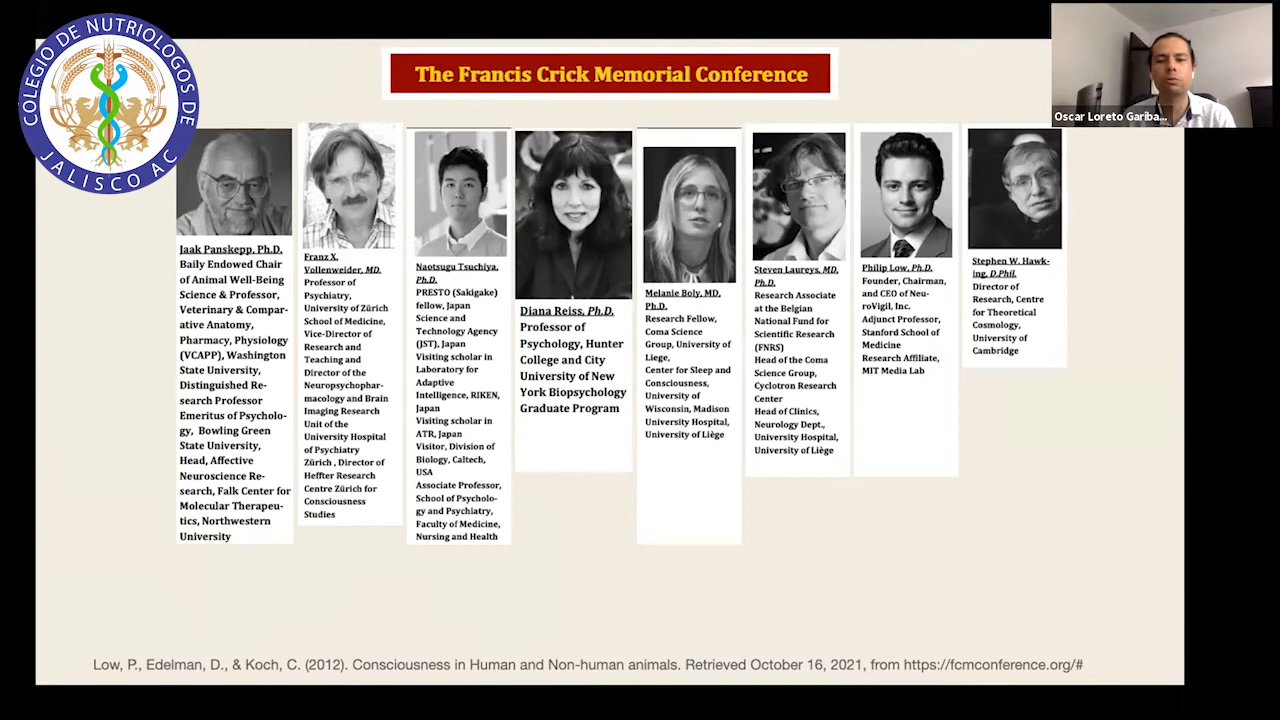 COLEGIO DE NUTRIOLOGOS DE
JALISCO AC
The Francis Crick Memorial Conference
Oscar Loreto Gariba...
Jaak Panskepp, Ph.D.
Baily Endowed Chair
of Animal Well-Being
Science & Professor,
Veterinary & Compar-
ative Anatomy,
Pharmacy, Physiology
(VCAPP), Washington
State University,
Distinguished Re-
search Professor
Emeritus of Psycholo-
gy, Bowling Green
State University,
Head, Affective
Neuroscience Re-
search, Falk Center for
Molecular Therapeu-
tics, Northwestern
University
Franz X.
Vollenweider, MD.
Professor of
Psychiatry,
University of Zürich
School of Medicine,
Vice-Director of
Research and
Teaching and
Director of the
Neuropsychophar-
macology and Brain
Imaging Research
Unit of the
University Hospital
of Psychiatry
Zürich , Director of
Heffter Research
Centre Zürich for
Consciousness
Studies
Naotsugu Tsuchiya,
Ph.D.
PRESTO (Sakigake)
fellow, Japan
Science and
Technology Agency
(JST), Japan
Visiting scholar in
Laboratory for
Adaptive
Intelligence, RIKEN,
Japan
Visiting scholar in
ATR, Japan
Visitor, Division of
Biology, Caltech,
USA
Associate Professor,
School of Psycholo-
gy and Psychiatry,
Faculty of Medicine,
Nursing and Health
Diana Reiss, Ph.D.
Professor of
Psychology, Hunter
College and City
University of New
York Biopsychology
Graduate Program
Melanie Boly, MD,
Ph.D.
Research Fellow,
Coma Science
Group, University of
Liege,
Center for Sleep and
Consciousness,
University of
Wisconsin, Madison
University Hospital,
University of Liège
Steven Laureys, MD,
Ph.D.
Research Associate
at the Belgian
National Fund for
Scientific Research
(FNRS)
Head of the Coma
Science Group,
Cyclotron Research
Center
Head of Clinics,
Neurology Dept.,
University Hospital,
University of Liège
Philip Low, Ph.D.
Founder, Chairman,
and CEO of Neu-
roVigil, Inc.
Adjunct Professor,
Stanford School of
Medicine
Research Affiliate,
MIT Media Lab
Stephen W. Hawk-
ing, D.Phil.
Director of
Research, Centre
for Theoretical
Cosmology,
University of
Cambridge
Low, P., Edelman, D., & Koch, C. (2012). Consciousness in Human and Non-human animals. Retrieved October 16, 2021, from https://fcmconference.org/#